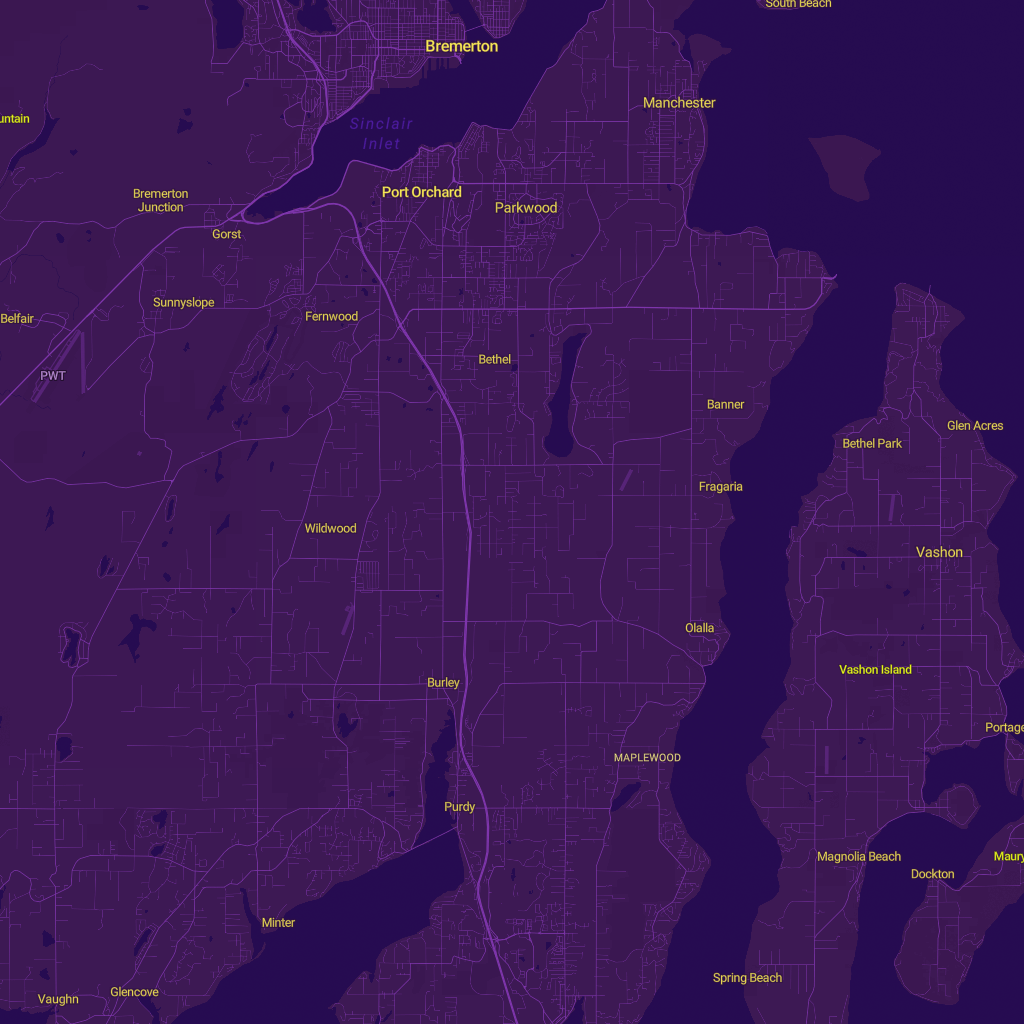 South Beach
Bremerton
Manchester
untain
Sinclair
Inlet
Bremerton
Junction
Port Orchard
Parkwood
Gorst
Sunnyslope
Belfair
Fernwood
Bethel
PWT
Banner
Glen Acres
Bethel Park
Fragaria
Wildwood
Vashon
Olalla
Vashon Island
Burley
Portage
MAPLEWOOD
Purdy
Magnolia Beach
Maury
Dockton
Minter
Spring Beach
Glencove
Vaughn